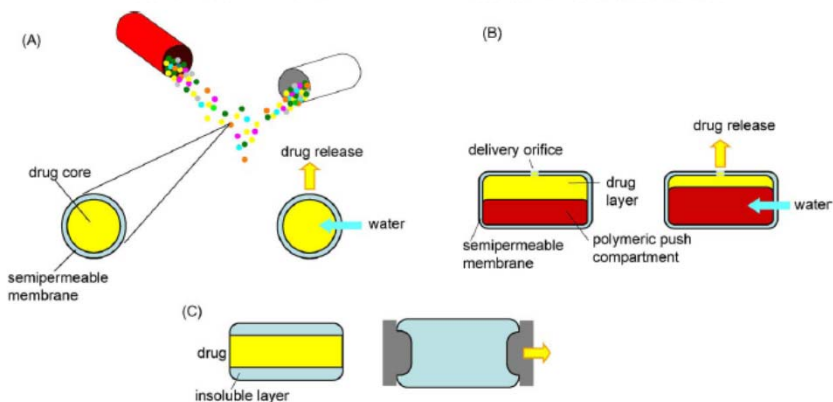 (A)
drug release
drug core
water
semipermeable
membrane
(B)
drug release
delivery orifice
drug
layer
water
semipermeable
membrane
polymeric push
compartment
(C)
drug
insoluble layer